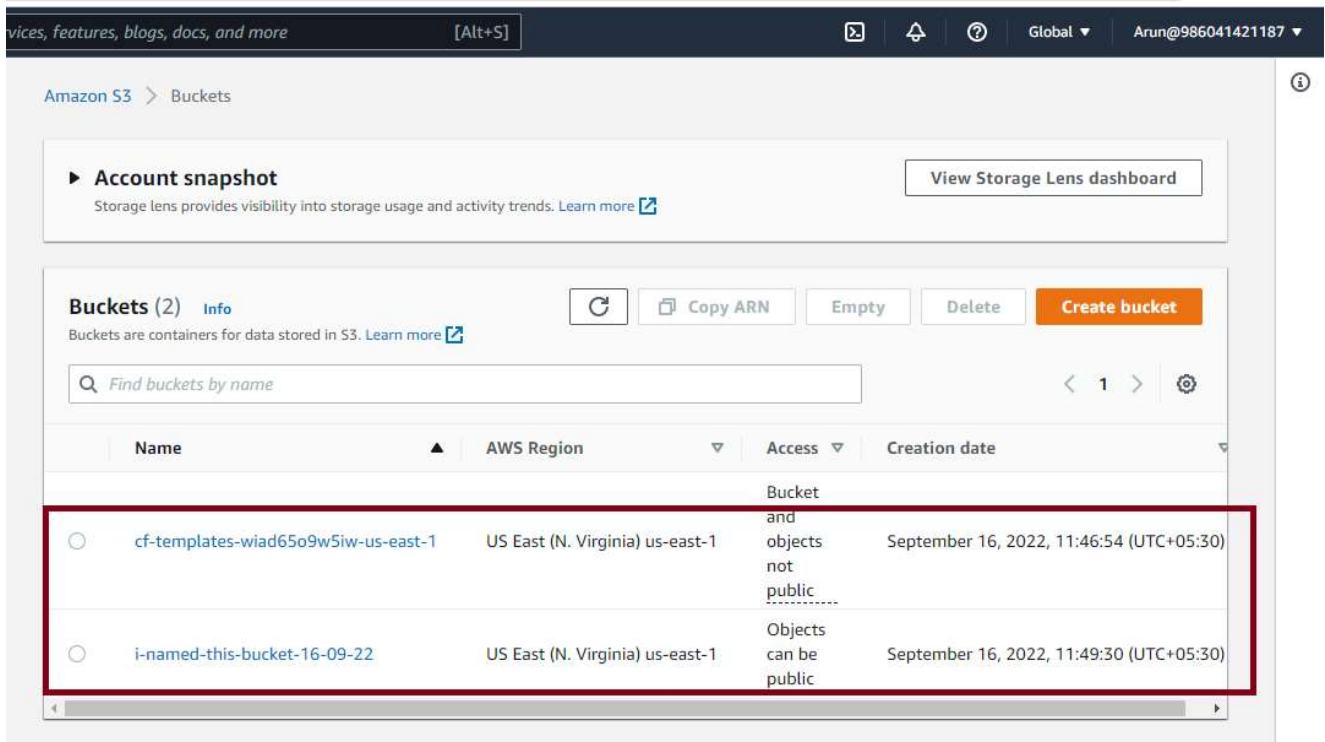 vices, features, blogs, docs, and more [Alt+S] Global ▼ Arun@986041421187 ▼
Amazon S3 > Buckets
Account snapshot
View Storage Lens dashboard
Storage lens provides visibility into storage usage and activity trends. Learn more
Buckets (2) Info
Copy ARN Empty Delete Create bucket
Buckets are containers for data stored in S3. Learn more
Find buckets by name
< 1 >
Name AWS Region Access Creation date
cf-templates-wiad65o9w5iw-us-east-1 US East (N. Virginia) us-east-1
Bucket
and
objects
not
public
September 16, 2022, 11:46:54 (UTC+05:30)
i-named-this-bucket-16-09-22 US East (N. Virginia) us-east-1
Objects
can be
public
September 16, 2022, 11:49:30 (UTC+05:30)